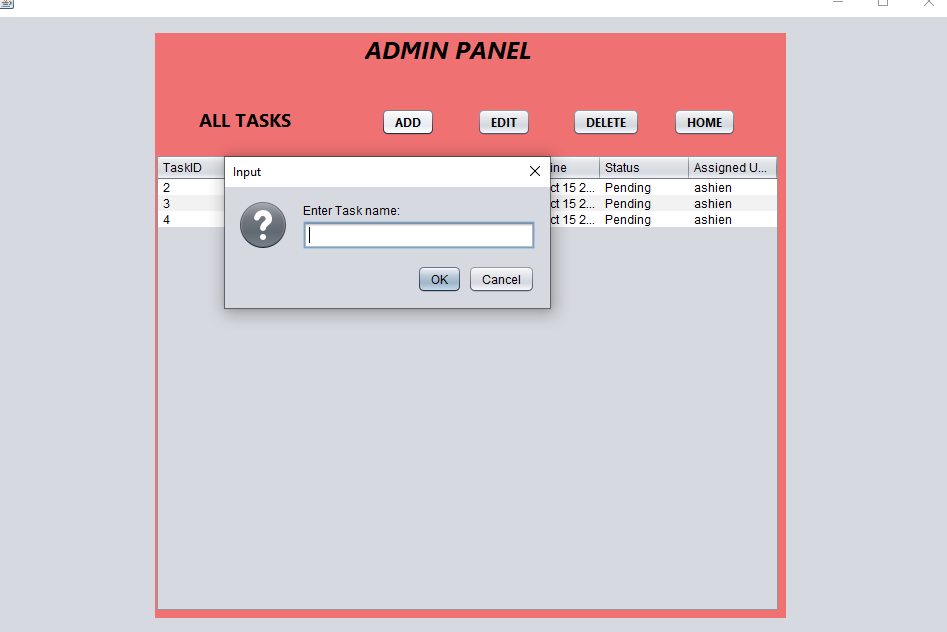 ADMIN PANEL
ALL TASKS ADD EDIT DELETE HOME
TaskID Status Assigned U...
Input
2 ct 15 2... Pending ashien
3 ct 15 2... Pending ashien
4 ct 15 2... Pending ashien
?
Enter Task name:
OK Cancel